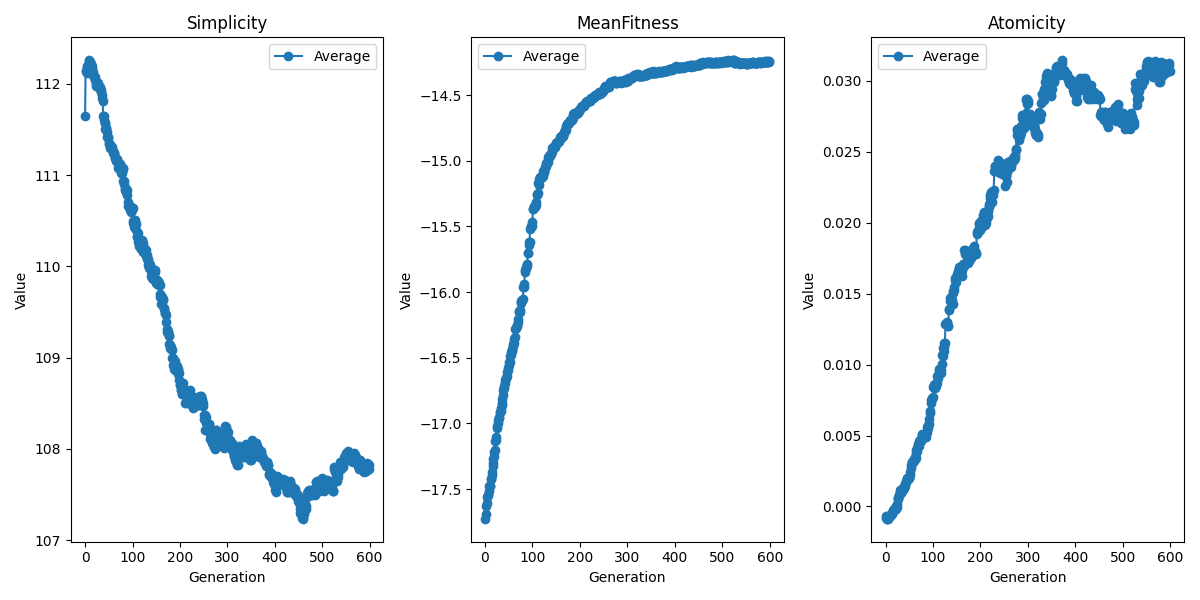 Simplicity
Average
Value
112
111
110
109
108
107
0 100 200 300 400 500 600
Generation
MeanFitness
Average
Value
−14.5
−15.0
−15.5
−16.0
−16.5
−17.0
−17.5
0 100 200 300 400 500 600
Generation
Atomicity
Average
Value
0.030
0.025
0.020
0.015
0.010
0.005
0.000
0 100 200 300 400 500 600
Generation